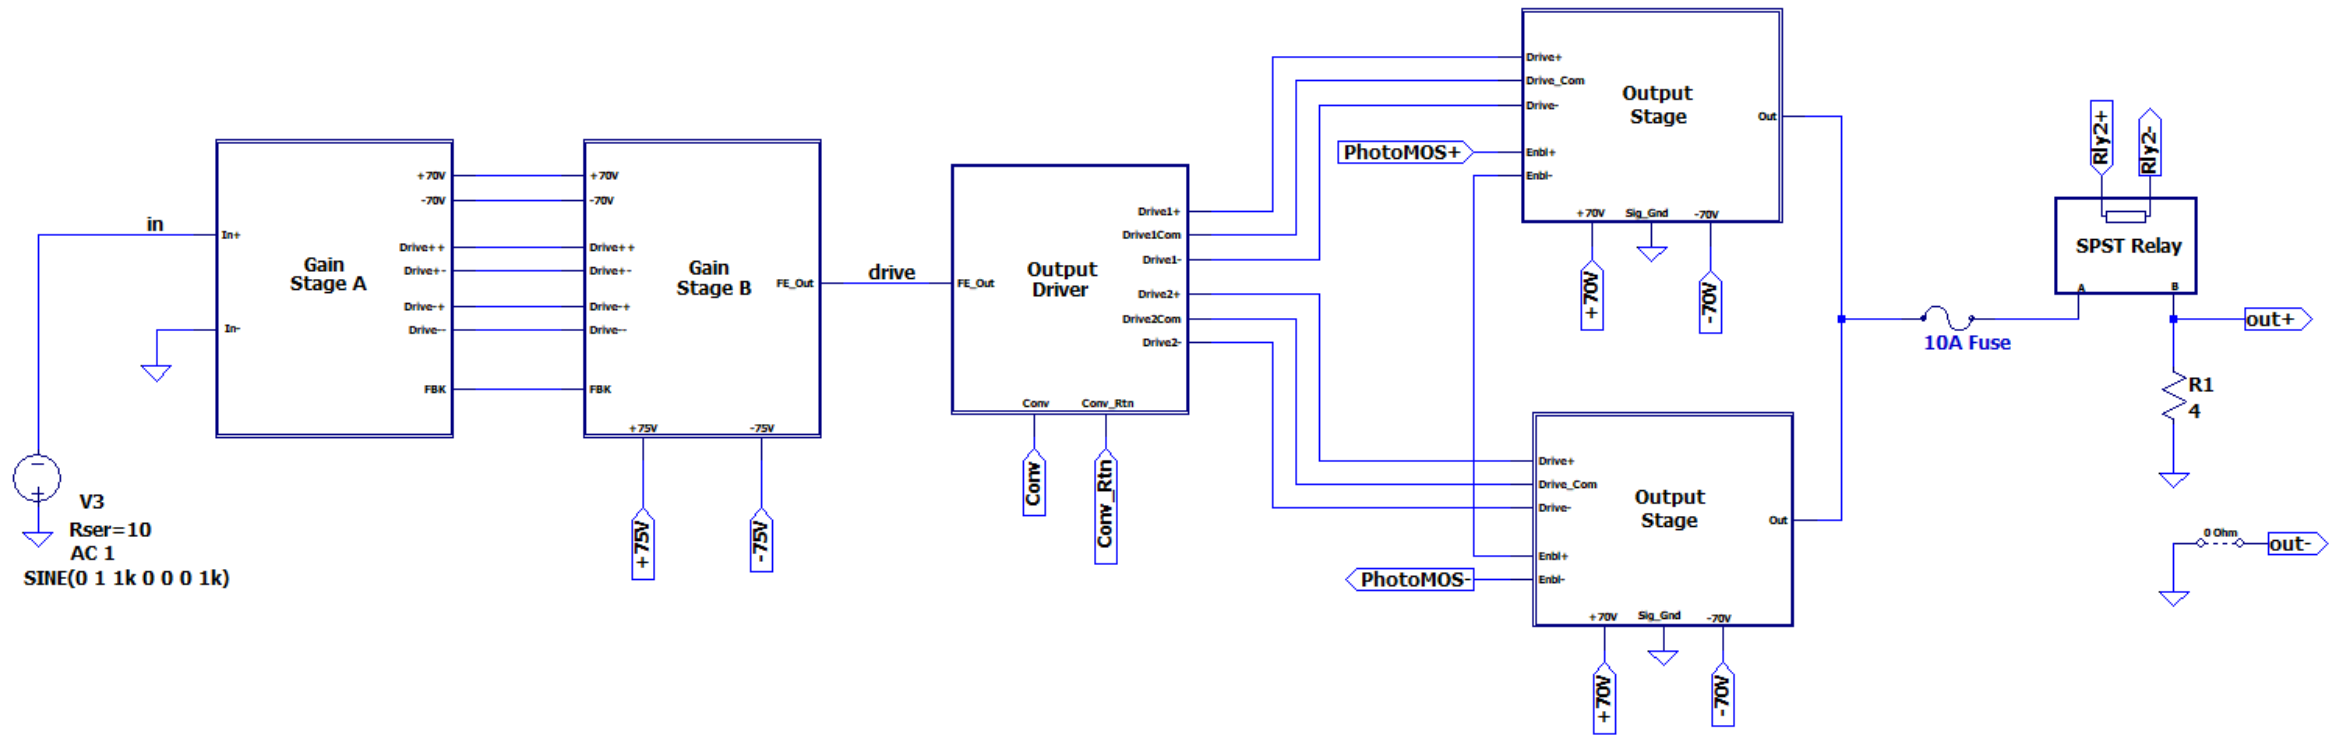 in
In+
In-
Gain
Stage A
+70V
-70V
Drive++
Drive+-
Drive-+
Drive--
FBK
V3
Rser=10
AC 1
SINE(0 1 1k 0 0 0 1k)
+70V
-70V
Drive++
Drive+-
Drive-+
Drive--
FBK
Gain
Stage B
FE_Out
+75V
-75V
+75V
-75V
drive
FE_Out
Output
Driver
Drive1+
Drive1Com
Drive1-
Drive2+
Drive2Com
Drive2-
Conv
Conv_Rtn
Conv
Conv_Rtn
Drive+
Drive_Com
Drive-
PhotoMOS+
Enbl+
Enbl-
Output
Stage
Out
+70V
Sig_Gnd
-70V
+70V
-70V
Drive+
Drive_Com
Drive-
Enbl+
PhotoMOS-
Enbl-
Output
Stage
Out
+70V
Sig_Gnd
-70V
+70V
-70V
10A Fuse
Rly2+
Rly2-
SPST Relay
A
B
out+
R1
4
0 Ohm
out-